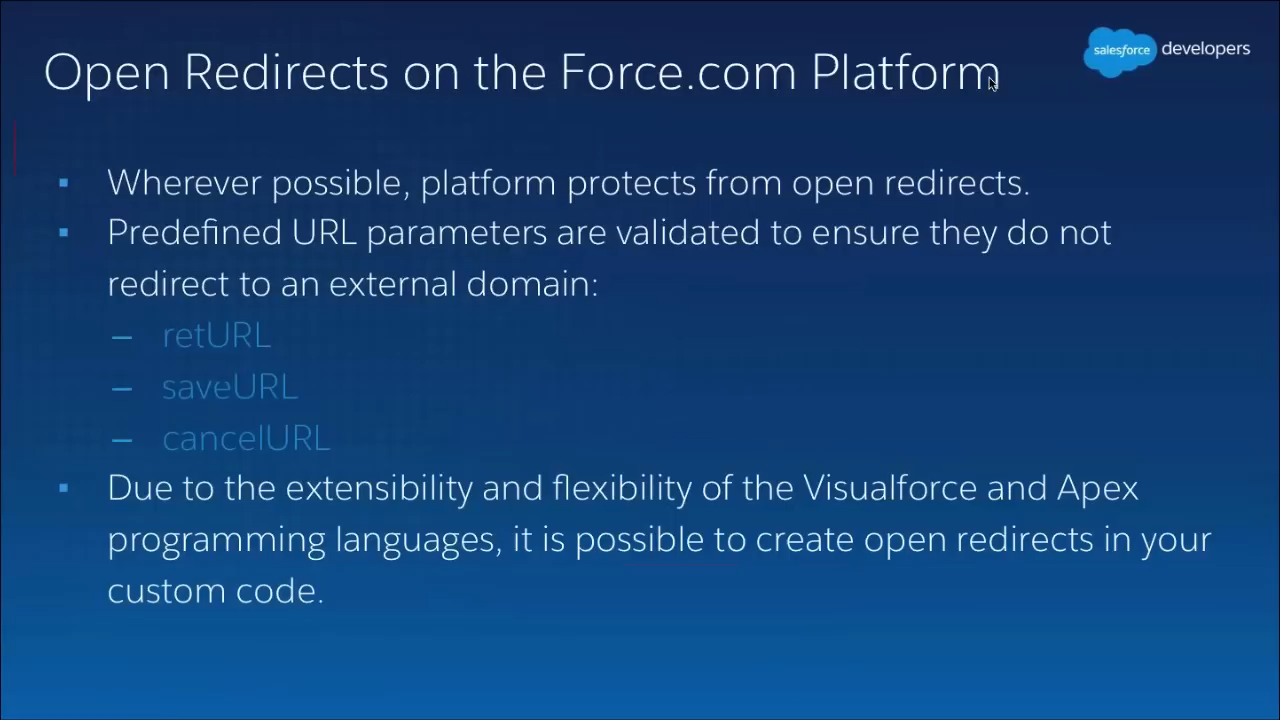 Open Redirects on the Force.com Platform
salesforce developers
▪ Wherever possible, platform protects from open redirects.
▪ Predefined URL parameters are validated to ensure they do not
redirect to an external domain:
– retURL
– saveURL
– cancelURL
▪ Due to the extensibility and flexibility of the Visualforce and Apex
programming languages, it is possible to create open redirects in your
custom code.